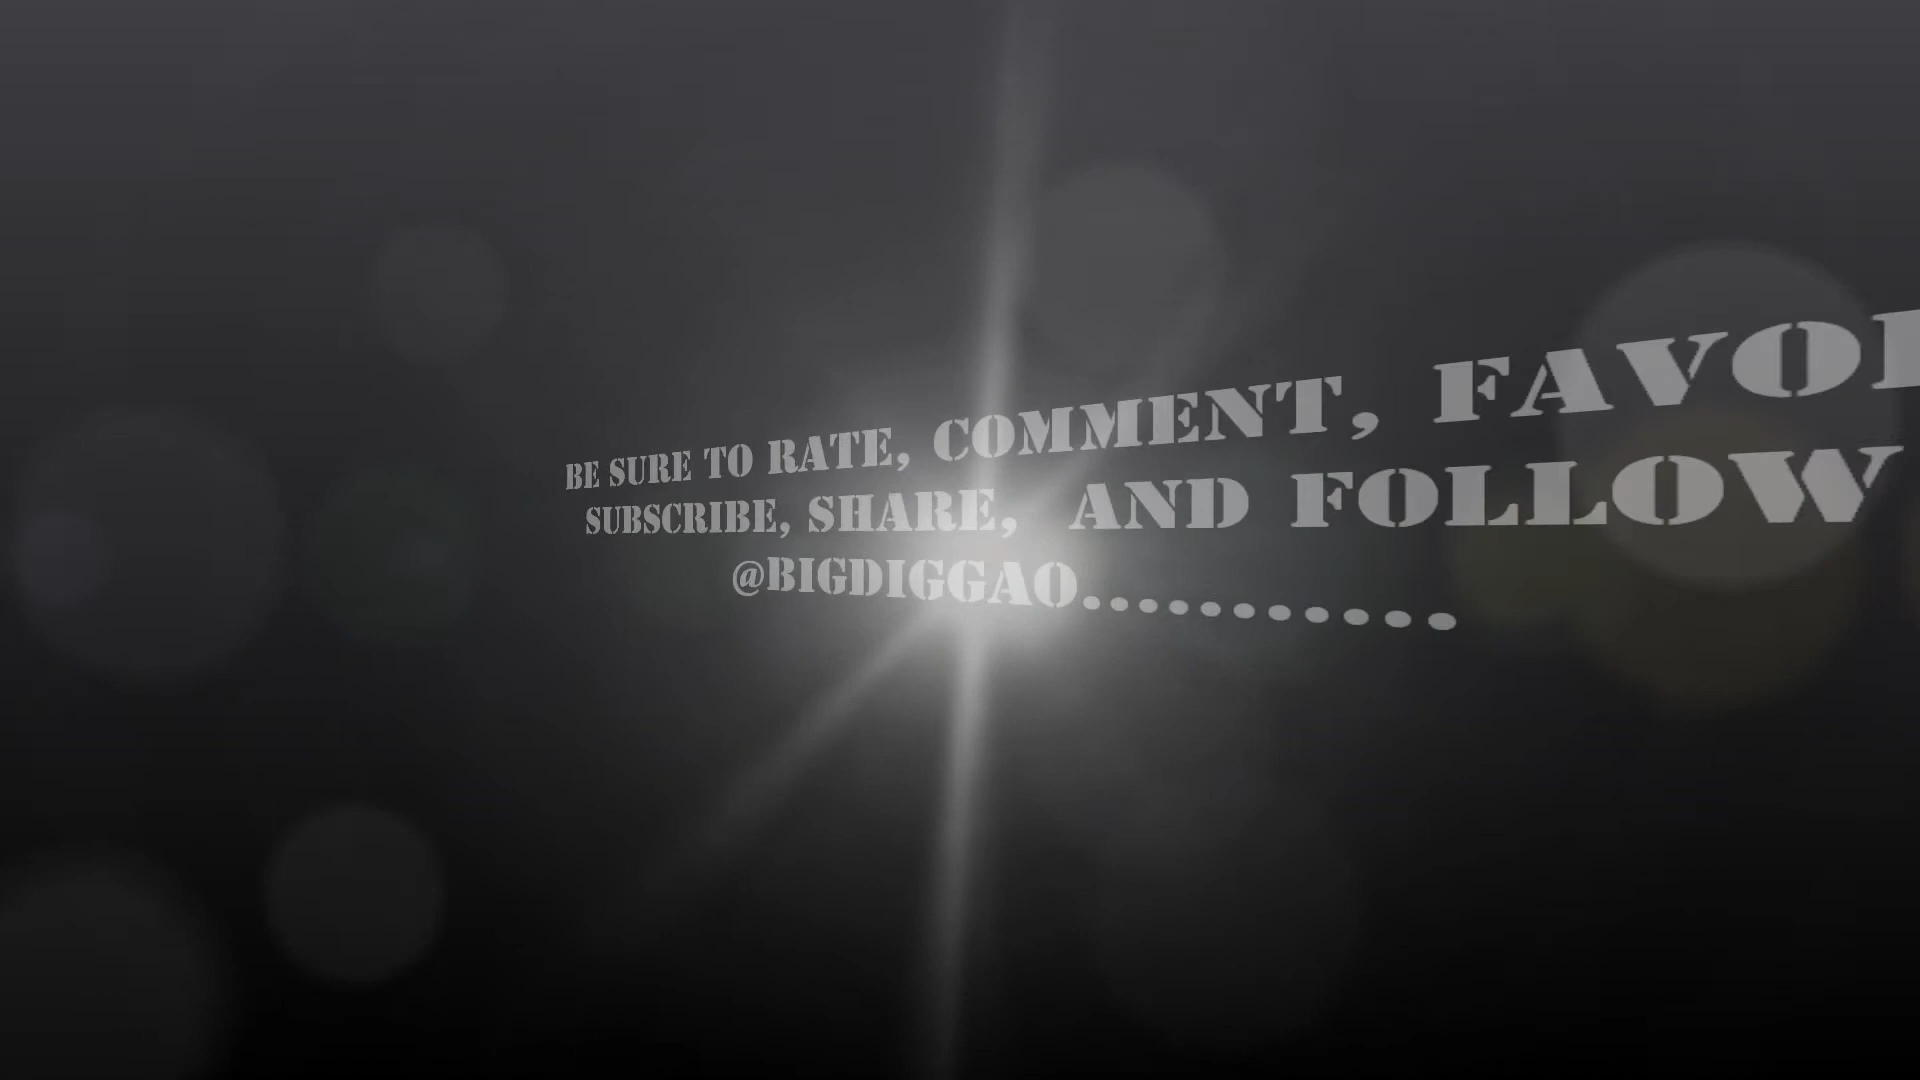 BE SURE TO RATE, COMMENT,
SUBSCRIBE, SHARE, AND FOLLOW
@BIGDIGGAO............